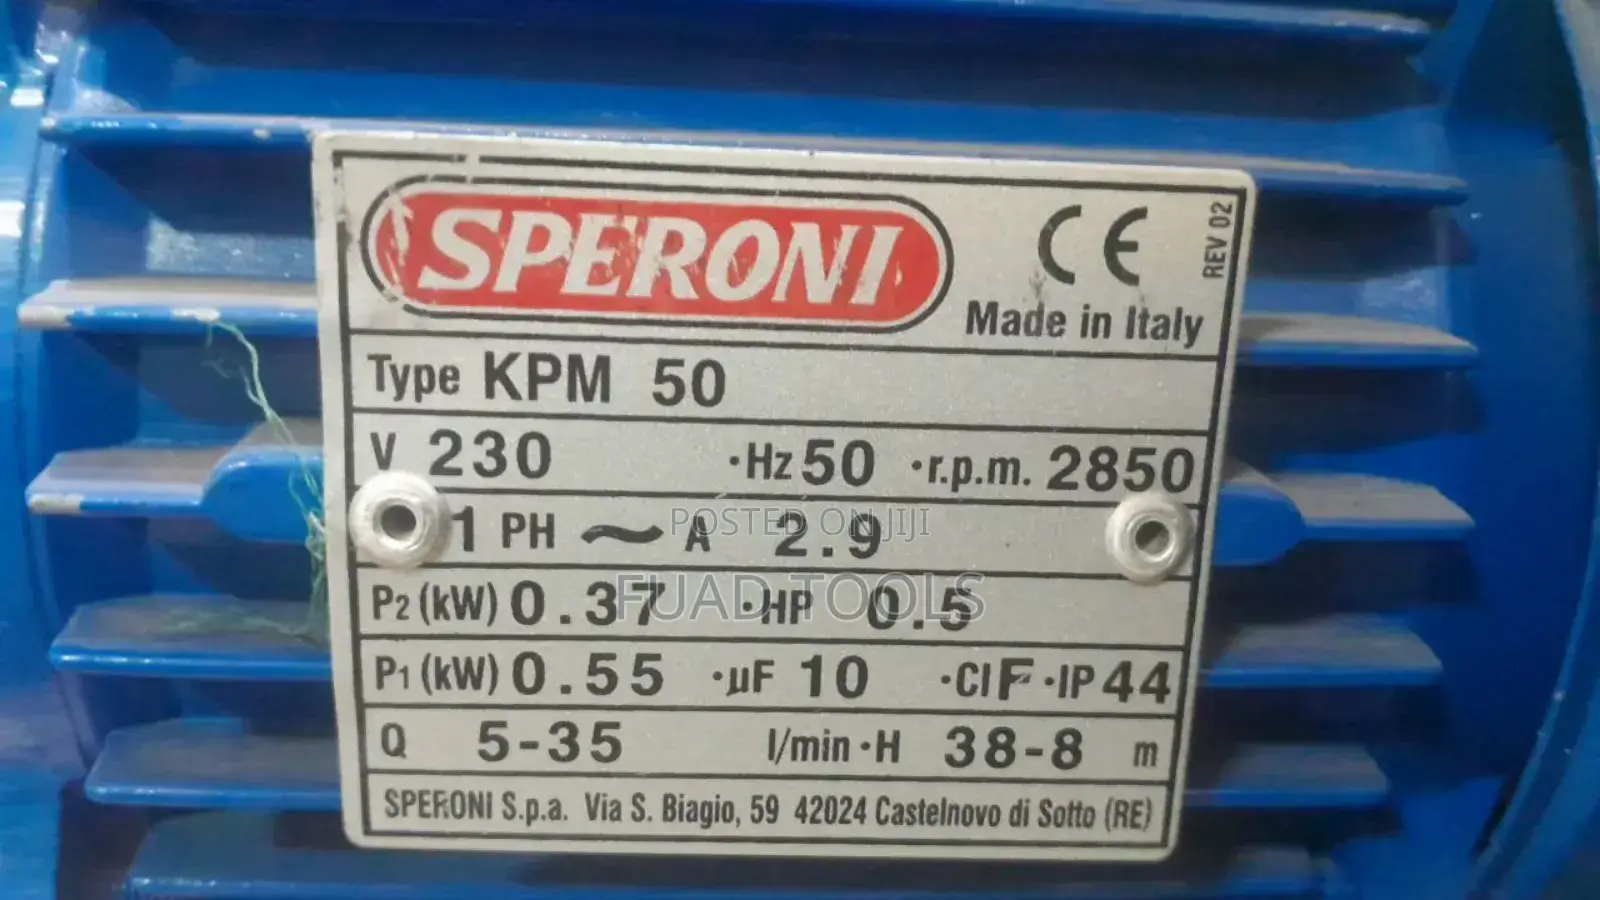 SPERONI
CE
REV 02
Made in Italy
Type KPM 50
V 230 ·Hz 50 ·r.p.m. 2850
1 PH ~ A 2.9
POSTED ON JIJI
P2 (kW) 0.37 ·HP 0.5
FUAD TOOLS
P1 (kW) 0.55 ·µF 10 ·Cl F ·IP 44
Q 5-35 l/min ·H 38-8 m
SPERONI S.p.a. Via S. Biagio, 59 42024 Castelnovo di Sotto (RE)